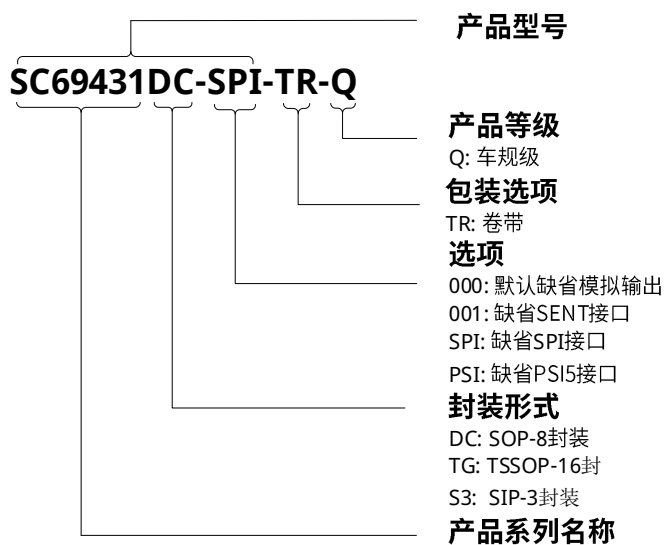 产品型号
SC69431DC-SPI-TR-Q
产品等级
Q: 车规级
包装选项
TR: 卷带
选项
000: 默认缺省模拟输出
001: 缺省SENT接口
SPI: 缺省SPI接口
PSI: 缺省PSI5接口
封装形式
DC: SOP-8封装
TG: TSSOP-16封
S3: SIP-3封装
产品系列名称